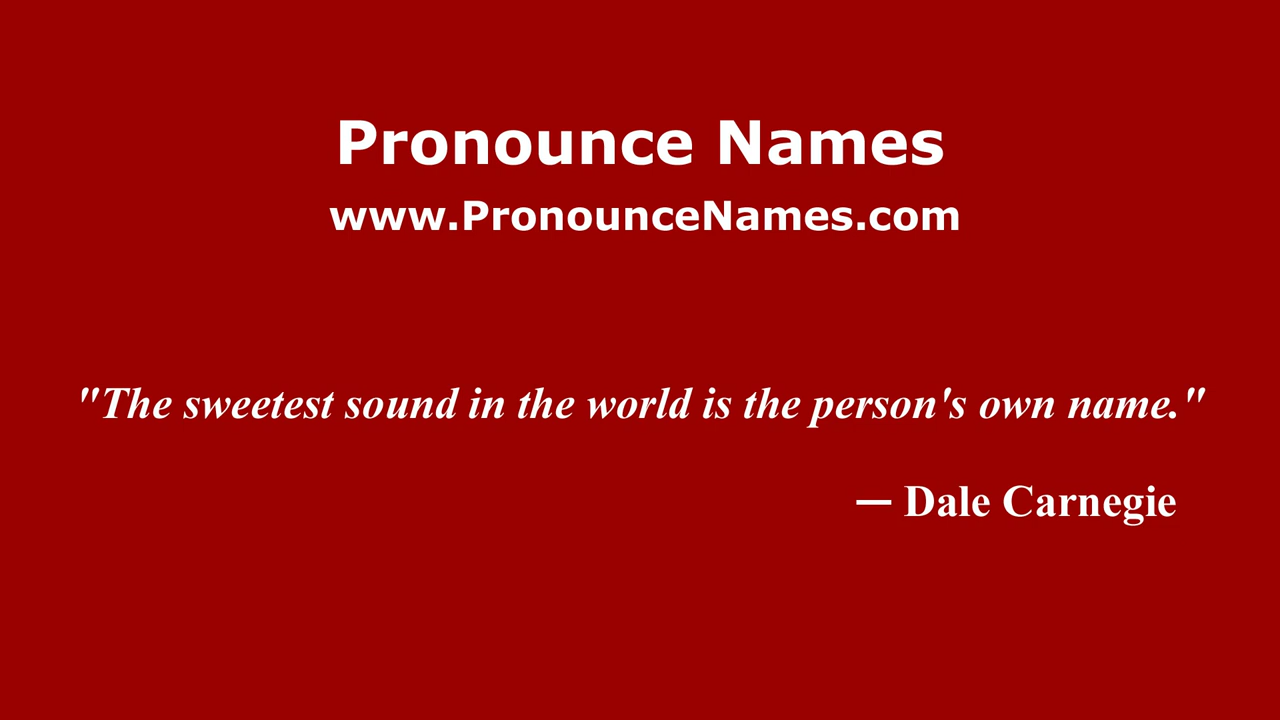 Pronounce Names
www.PronounceNames.com
"The sweetest sound in the world is the person's own name."
— Dale Carnegie